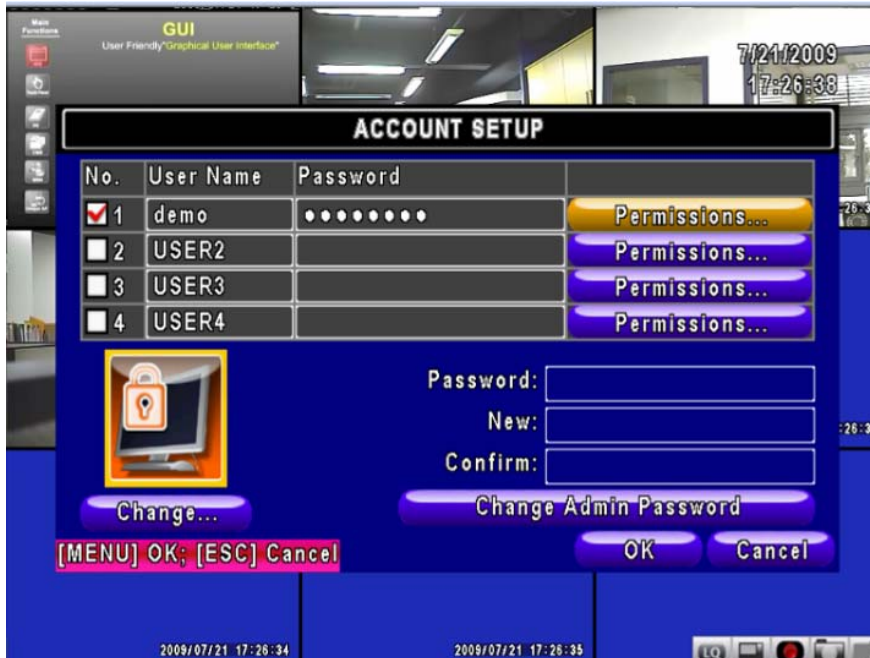 Main
Functions
GUI
User Friendly"Graphical User Interface"
7/21/2009
17:26:38
ACCOUNT SETUP
No. User Name Password
1 demo ●●●●●●●● Permissions...
2 USER2 Permissions...
3 USER3 Permissions...
4 USER4 Permissions...
Password:
New:
Confirm:
Change... Change Admin Password
[MENU] OK; [ESC] Cancel OK Cancel
2009/07/21 17:26:34 2009/07/21 17:26:35
LQ